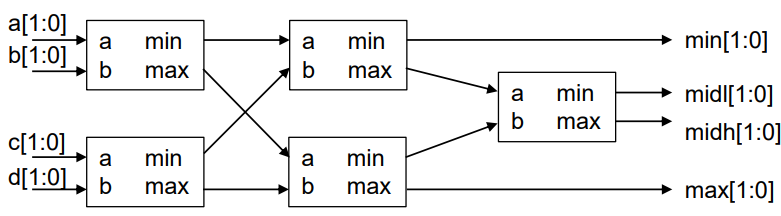 a[1:0]
b[1:0]
a min
b max
a min
b max
min[1:0]
a min
b max
midl[1:0]
midh[1:0]
c[1:0]
d[1:0]
a min
b max
a min
b max
max[1:0]